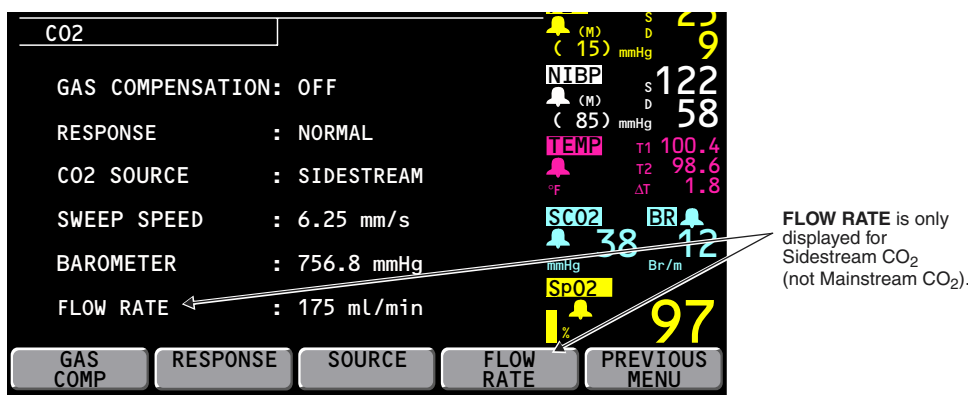 CO2
GAS COMPENSATION: OFF
RESPONSE : NORMAL
CO2 SOURCE : SIDESTREAM
SWEEP SPEED : 6.25 mm/s
BAROMETER : 756.8 mmHg
FLOW RATE : 175 ml/min
S 25
(M) D
( 15) mmHg 9
NIBP S 122
(M) D
( 85) mmHg 58
TEMP T1 100.4
T2 98.6
°F ΔT 1.8
SCO2 BR
38 12
mmHg Br/m
SpO2
% 97
GAS COMP
RESPONSE
SOURCE
FLOW RATE
PREVIOUS MENU
FLOW RATE is only
displayed for
Sidestream CO2
(not Mainstream CO2).